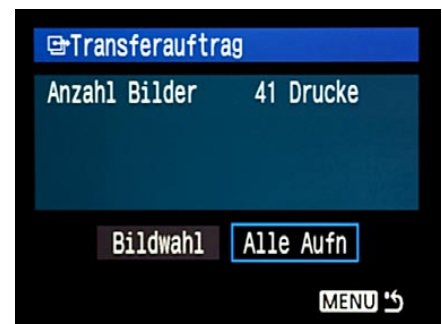 Transferauftrag
Anzahl Bilder 41 Drucke
Bildwahl Alle Aufn
MENU